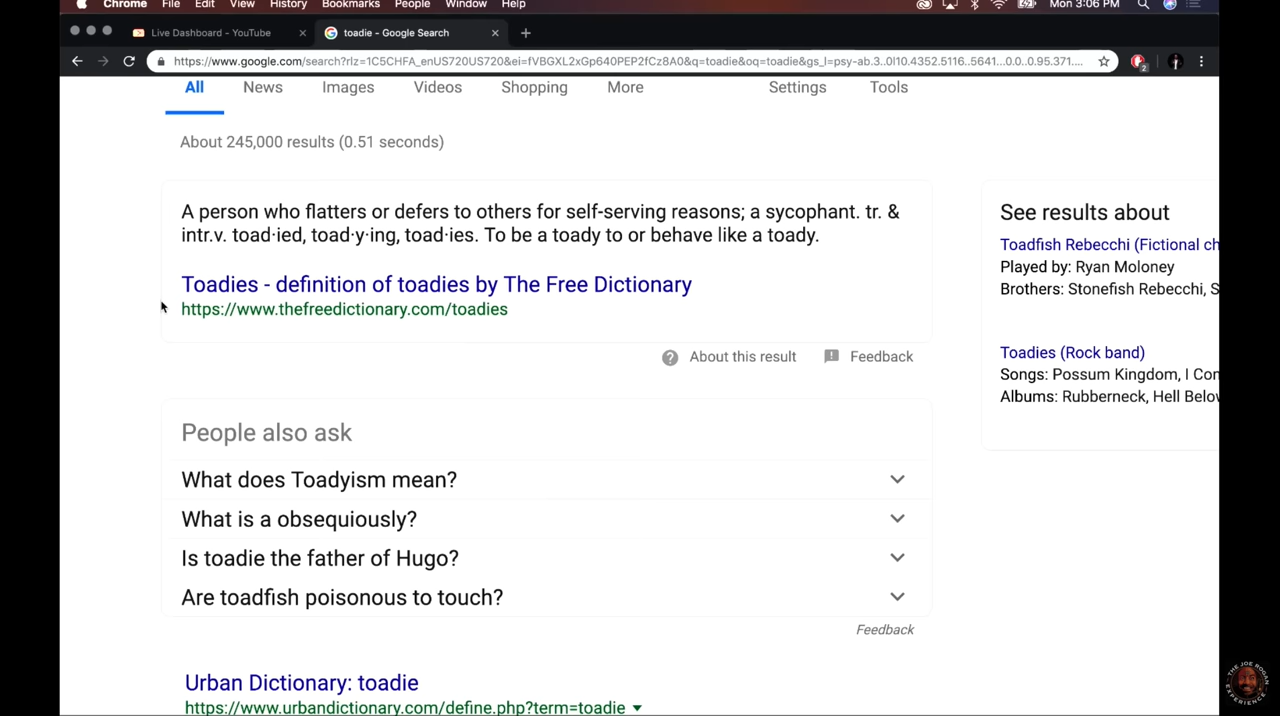 Chrome File Edit View History Bookmarks People Window Help Mon 3:06 PM
Live Dashboard - YouTube toadie - Google Search
https://www.google.com/search?rlz=1C5CHFA_enUS720US720&ei=fVBGXL2xGp640PEP2fCz8A0&q=toadie&oq=toadie&gs_l=psy-ab.3..0l10.4352.5116..5641...0.0..0.95.371....
All News Images Videos Shopping More Settings Tools
About 245,000 results (0.51 seconds)
A person who flatters or defers to others for self-serving reasons; a sycophant. tr. &
intr.v. toad·ied, toad·y·ing, toad·ies. To be a toady to or behave like a toady.
Toadies - definition of toadies by The Free Dictionary
https://www.thefreedictionary.com/toadies
About this result Feedback
See results about
Toadfish Rebecchi (Fictional ch
Played by: Ryan Moloney
Brothers: Stonefish Rebecchi, S
Toadies (Rock band)
Songs: Possum Kingdom, I Con
Albums: Rubberneck, Hell Below
People also ask
What does Toadyism mean?
What is a obsequiously?
Is toadie the father of Hugo?
Are toadfish poisonous to touch?
Feedback
Urban Dictionary: toadie
https://www.urbandictionary.com/define.php?term=toadie
THE JOE ROGAN
EXPERIENCE